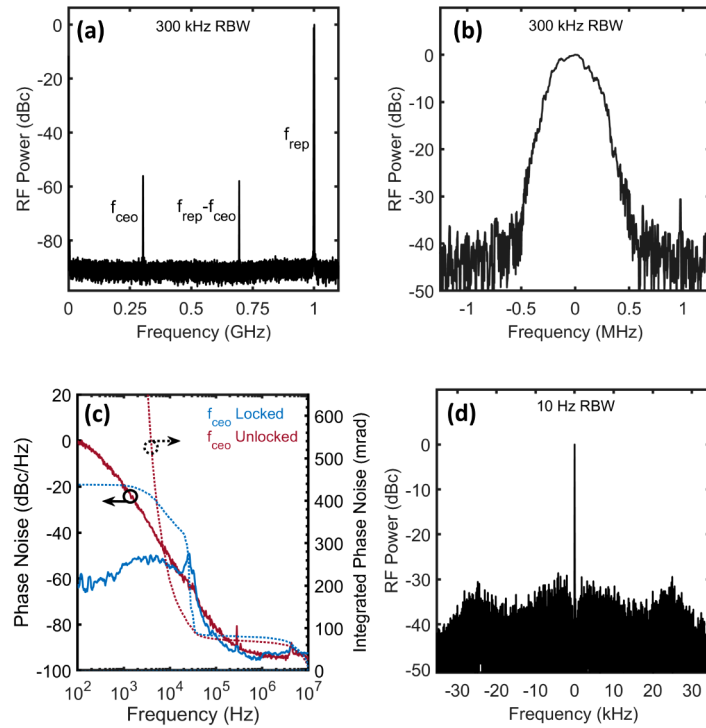 (a)
300 kHz RBW
0
-20
-40
-60
-80
RF Power (dBc)
f_ceo
f_rep-f_ceo
f_rep
0
0.25
0.5
0.75
1
Frequency (GHz)
(b)
300 kHz RBW
0
-10
-20
-30
-40
-50
RF Power (dBc)
-1
-0.5
0
0.5
1
Frequency (MHz)
(c)
f_ceo Locked
f_ceo Unlocked
20
0
-20
-40
-60
-80
-100
Phase Noise (dBc/Hz)
600
500
400
300
200
100
0
Integrated Phase Noise (mrad)
10^2
10^3
10^4
10^5
10^6
10^7
Frequency (Hz)
(d)
10 Hz RBW
0
-10
-20
-30
-40
-50
RF Power (dBc)
-30
-20
-10
0
10
20
30
Frequency (kHz)